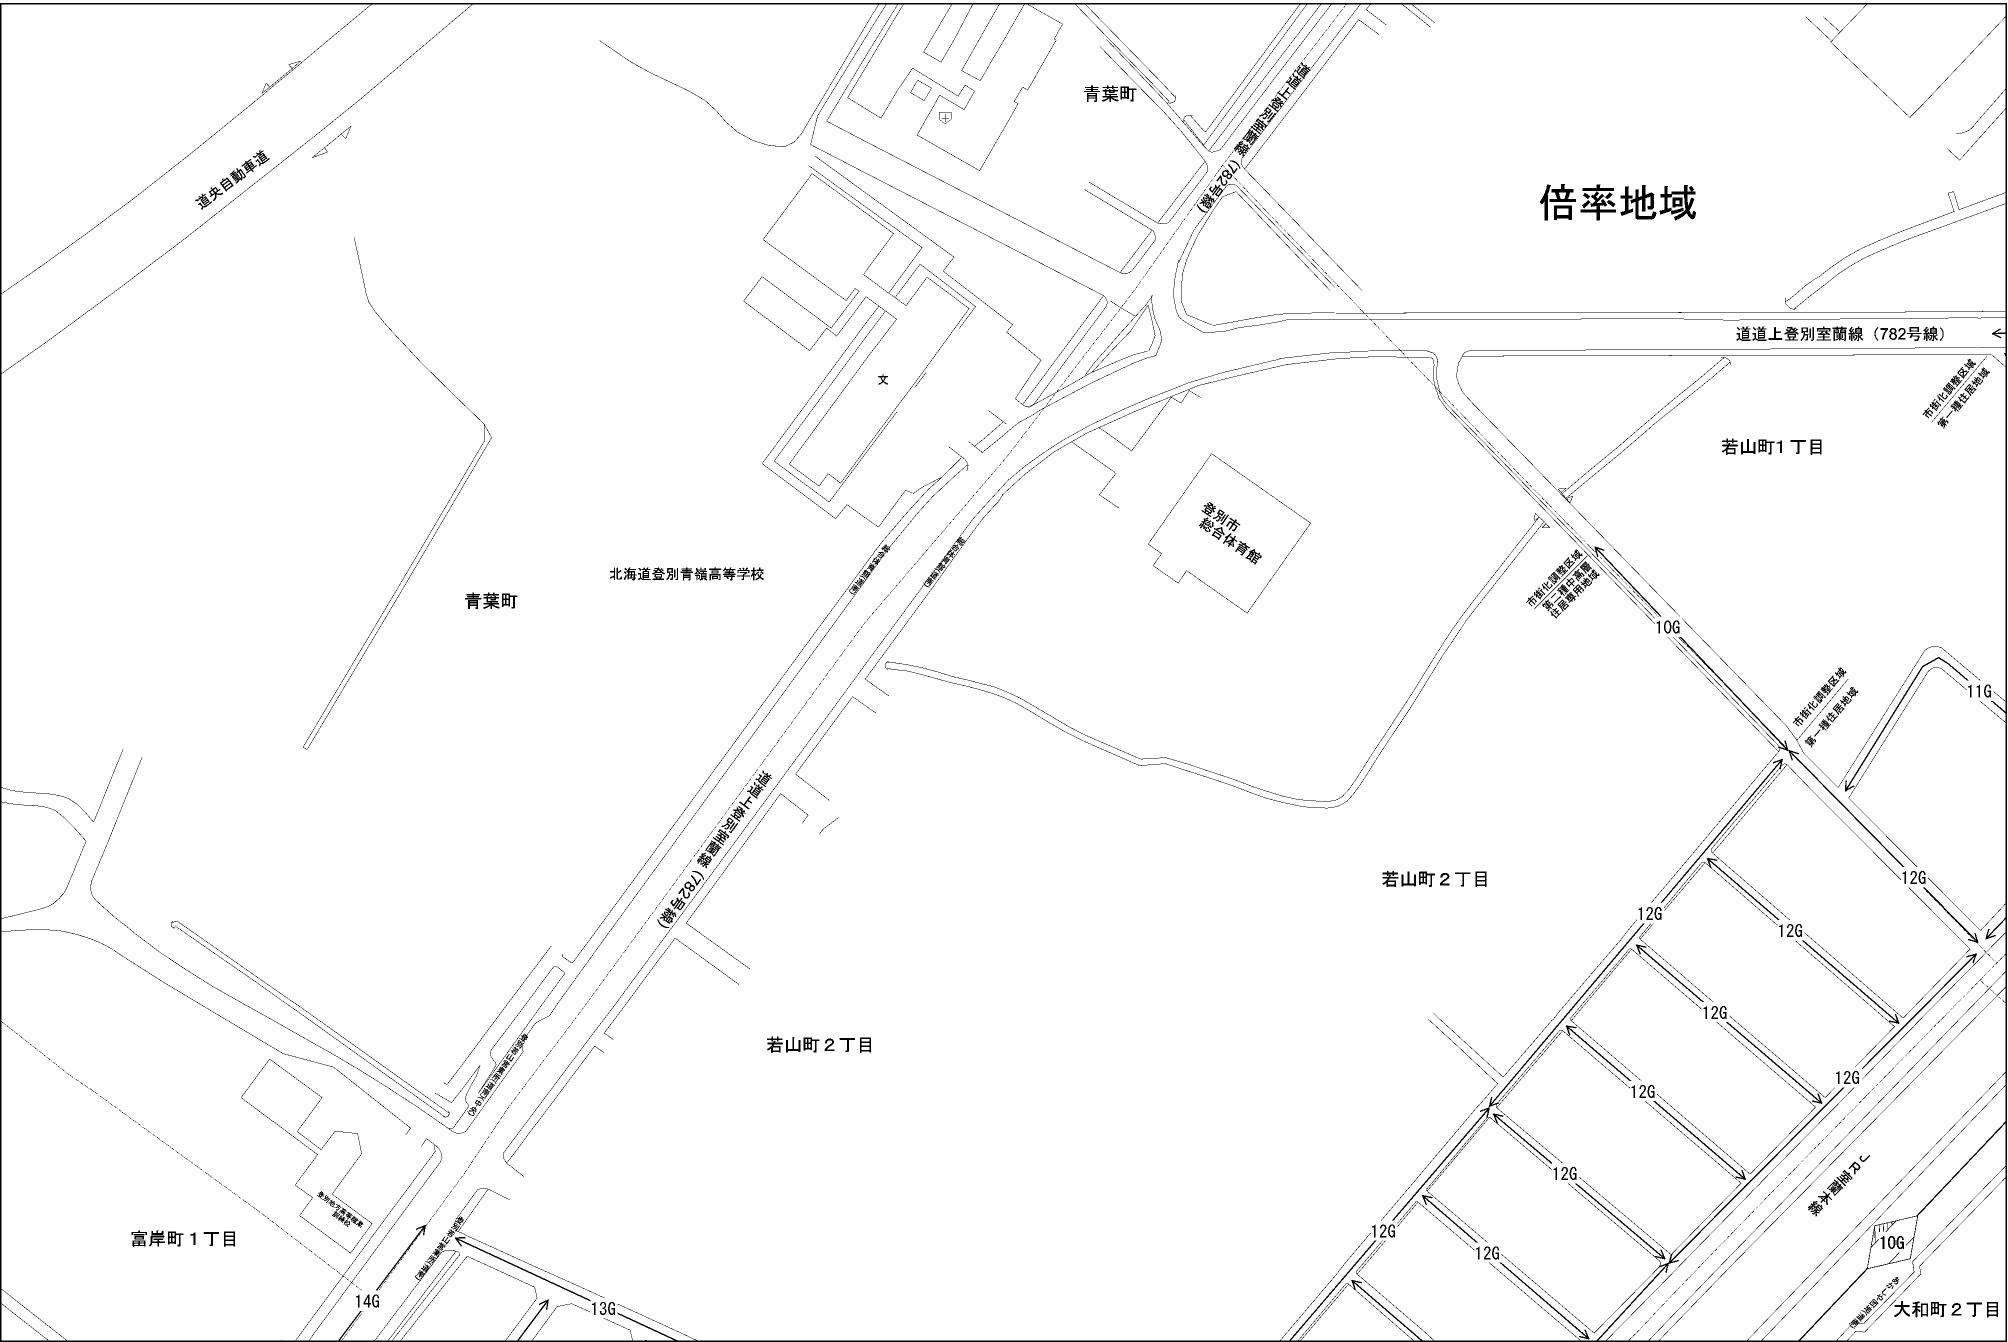 青葉町
道道上登別室蘭線(782号線)
道央自動車道
倍率地域
道道上登別室蘭線(782号線)
市街化調整区域
第一種住居地域
文
若山町1丁目
登別市
総合体育館
北海道登別青嶺高等学校
青葉町
市街化調整区域
第二種中高層
住居専用地域
10G
11G
市街化調整区域
第一種住居地域
道道上登別室蘭線(782号線)
若山町2丁目
12G
12G
12G
12G
若山町2丁目
12G
12G
12G
JR室蘭本線
12G
12G
富岸町1丁目
10G
14G
13G
大和町2丁目